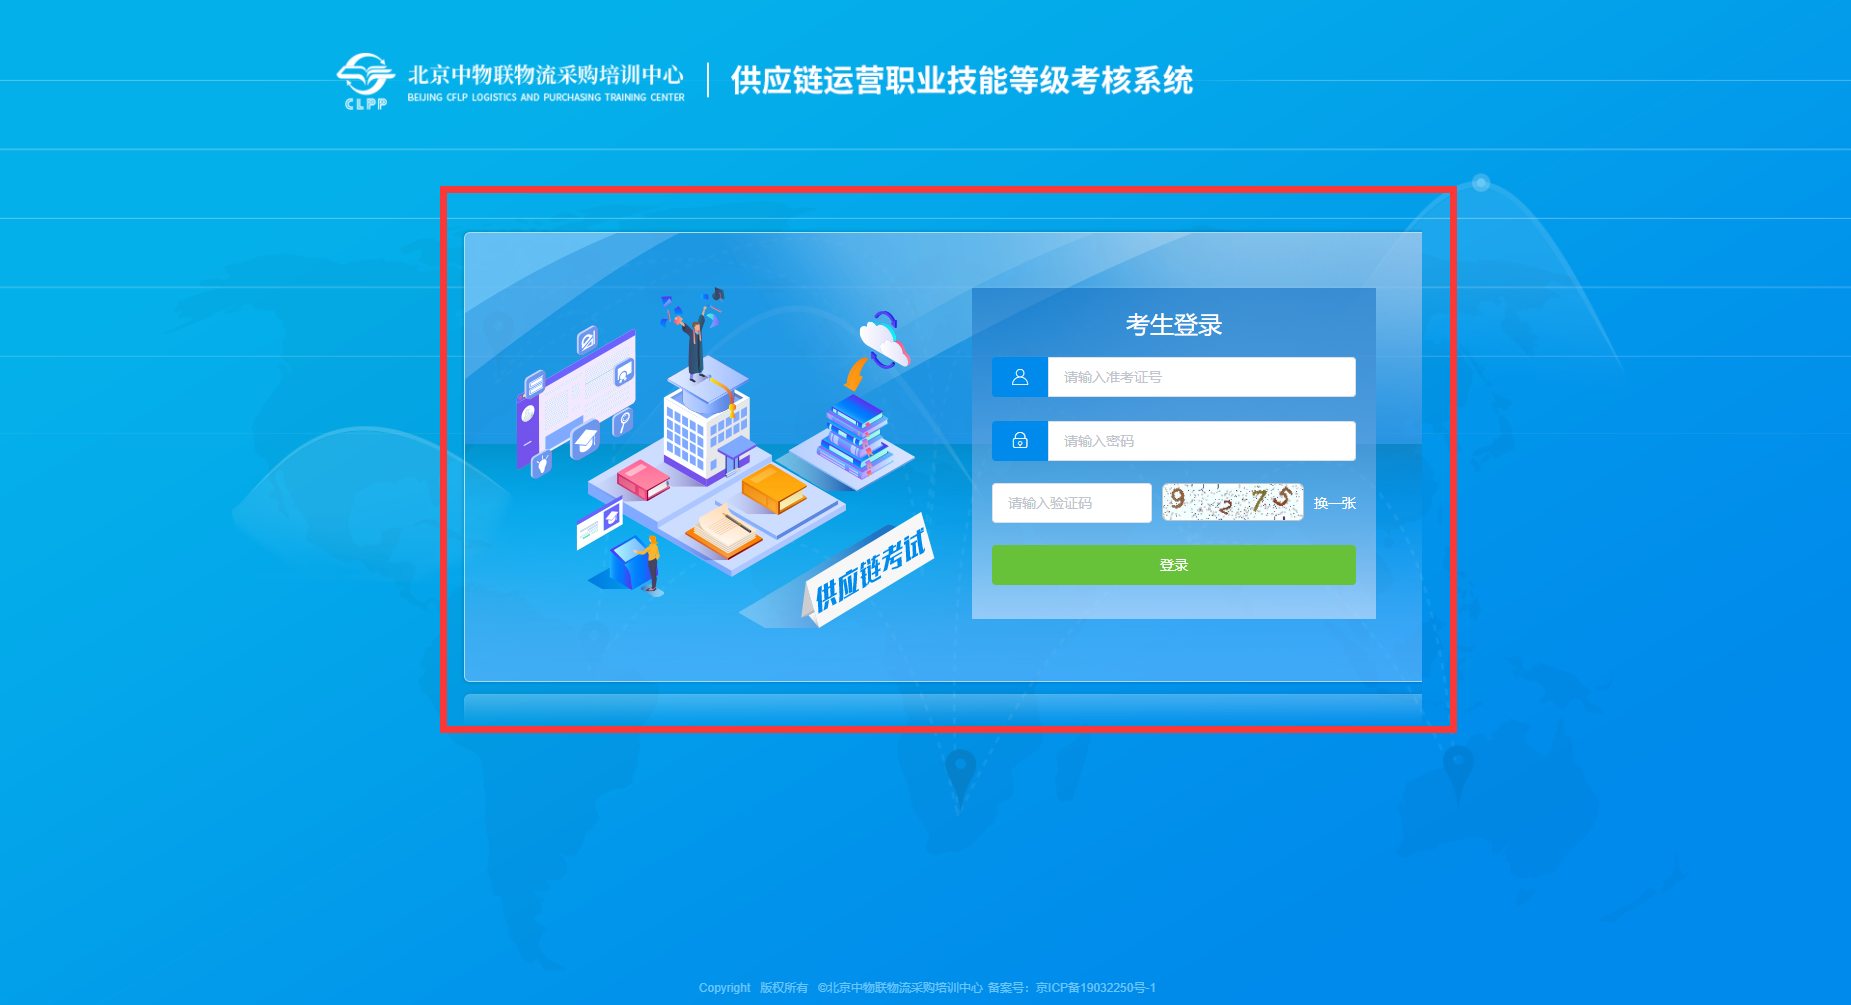 北京中物联物流采购培训中心
BEIJING CFLP LOGISTICS AND PURCHASING TRAINING CENTER
CLPP
供应链运营职业技能等级考核系统
供应链考试
考生登录
请输入准考证号
请输入密码
请输入验证码
9 2 7 5
换一张
登录
Copyright 版权所有 ©北京中物联物流采购培训中心 备案号：京ICP备19032250号-1